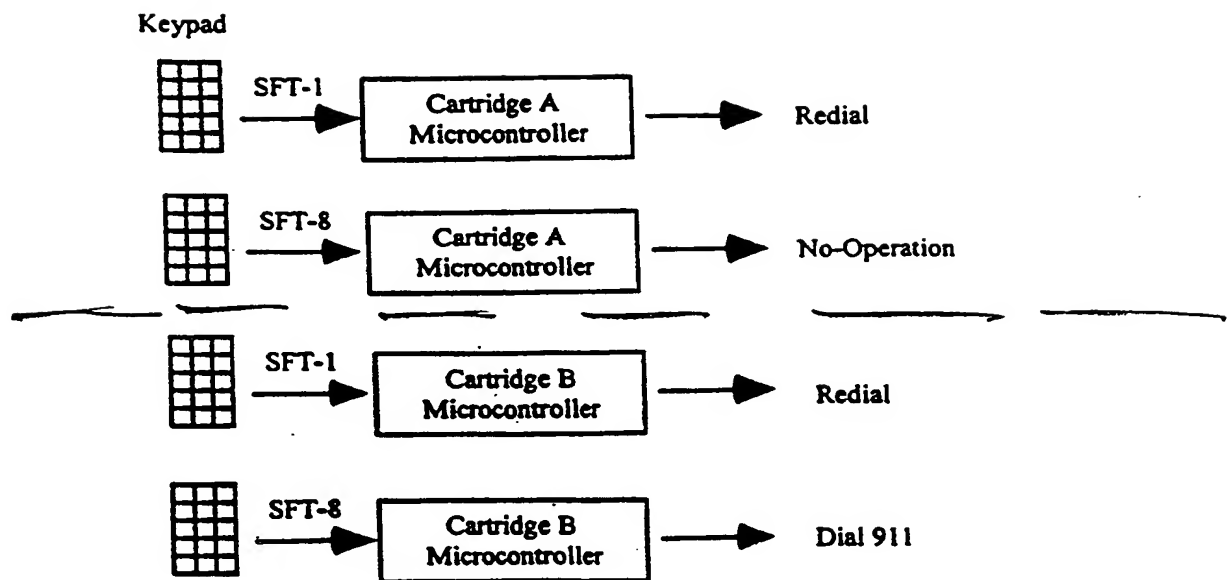 Keypad
SFT-1
Cartridge A
Microcontroller
Redial
SFT-8
Cartridge A
Microcontroller
No-Operation
SFT-1
Cartridge B
Microcontroller
Redial
SFT-8
Cartridge B
Microcontroller
Dial 911